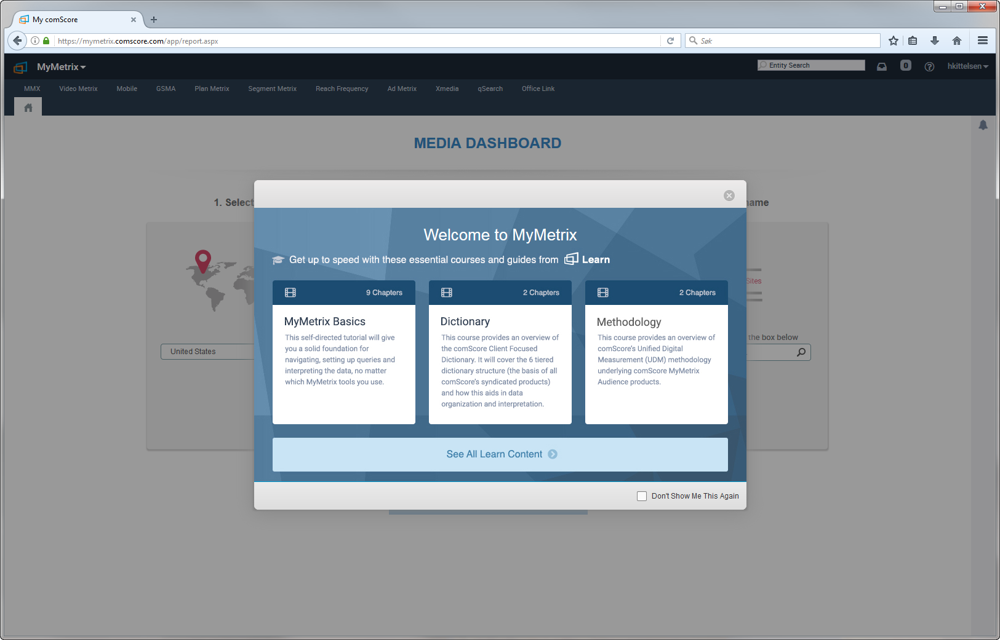 My comScore
https://mymetrix.comscore.com/app/report.aspx
Søk
MyMetrix
Entity Search
0
hkittelsen
MMX
Video Metrix
Mobile
GSMA
Plan Metrix
Segment Metrix
Reach Frequency
Ad Metrix
Xmedia
qSearch
Office Link
MEDIA DASHBOARD
1. Select
name
Welcome to MyMetrix
Get up to speed with these essential courses and guides from Learn
9 Chapters
MyMetrix Basics
This self-directed tutorial will give
you a solid foundation for
navigating, setting up queries and
interpreting the data, no matter
which MyMetrix tools you use.
2 Chapters
Dictionary
This course provides an overview of
the comScore Client Focused
Dictionary. It will cover the 6 tiered
dictionary structure (the basis of all
comScore's syndicated products)
and how this aids in data
organization and interpretation.
2 Chapters
Methodology
This course provides an overview of
comScore's Unified Digital
Measurement (UDM) methodology
underlying comScore MyMetrix
Audience products.
Sites
the box below
United States
See All Learn Content
Don't Show Me This Again